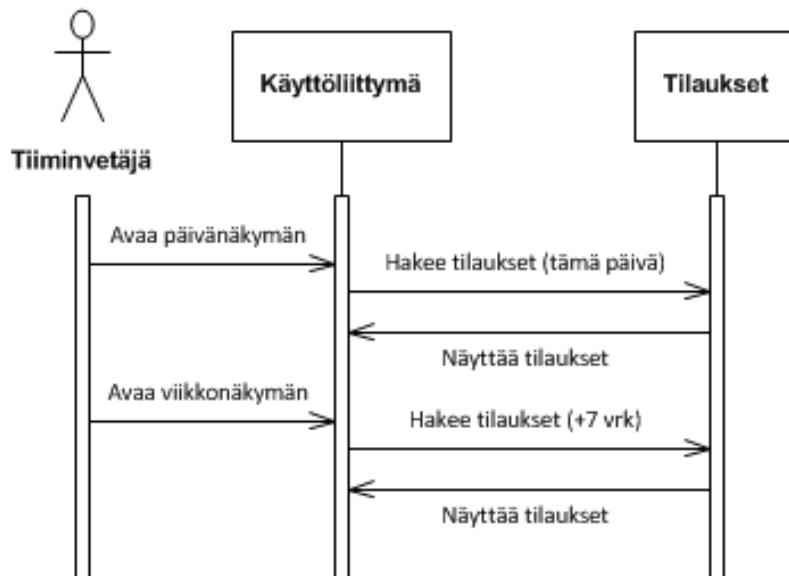 Käyttöliittymä
Tilaukset
Tiiminvetäjä
Avaa päivänäkymän
Hakee tilaukset (tämä päivä)
Näyttää tilaukset
Avaa viikkonäkymän
Hakee tilaukset (+7 vrk)
Näyttää tilaukset